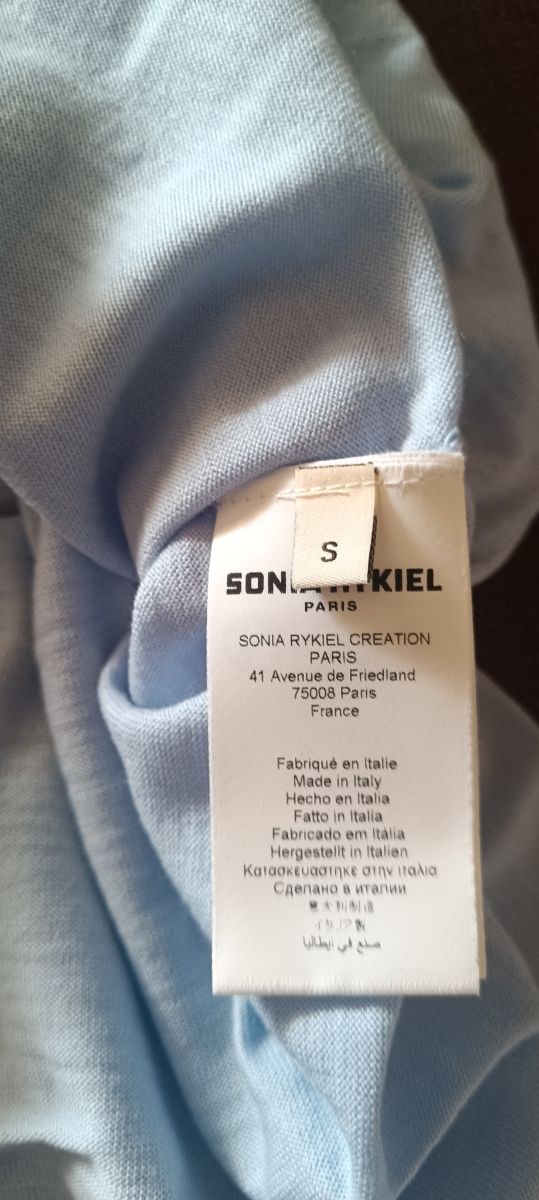 S
SONIA RYKIEL
PARIS
SONIA RYKIEL CREATION
PARIS
41 Avenue de Friedland
75008 Paris
France
Fabriqué en Italie
Made in Italy
Hecho en Italia
Fatto in Italia
Fabricado em Itália
Hergestellt in Italien
Κατασκευαστηκε στην ιταλια
Сделано в италии
意大利制造
イタリア製
صنع في إيطاليا